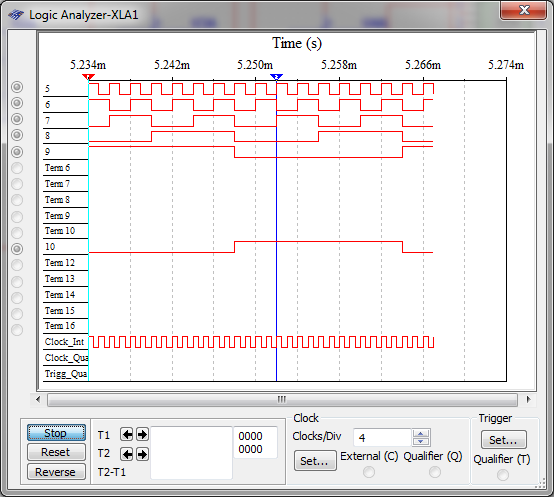 Logic Analyzer-XLA1
Time (s)
5.234m 5.242m 5.250m 5.258m 5.266m 5.274m
5
6
7
8
9
Term 6
Term 7
Term 8
Term 9
Term 10
10
Term 12
Term 13
Term 14
Term 15
Term 16
Clock_Int
Clock_Qua
Trigg_Qua
Stop
Reset
Reverse
T1
T2
T2-T1
0000
0000
Clock
Clocks/Div 4
Set... External (C) Qualifier (Q)
Trigger
Set...
Qualifier (T)